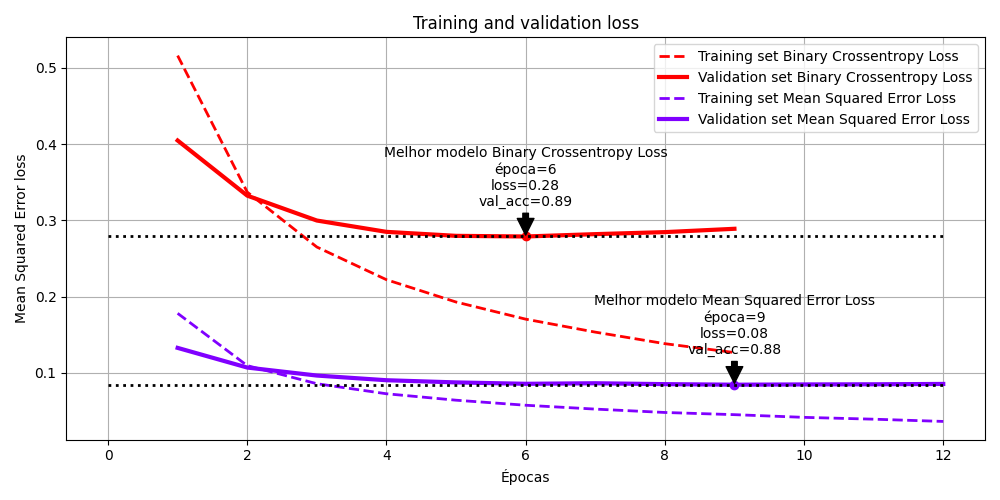 Training and validation loss
Training set Binary Crossentropy Loss
Validation set Binary Crossentropy Loss
Training set Mean Squared Error Loss
Validation set Mean Squared Error Loss
Mean Squared Error loss
0.5
0.4
0.3
0.2
0.1
Melhor modelo Binary Crossentropy Loss
época=6
loss=0.28
val_acc=0.89
Melhor modelo Mean Squared Error Loss
época=9
loss=0.08
val_acc=0.88
0 2 4 6 8 10 12
Épocas